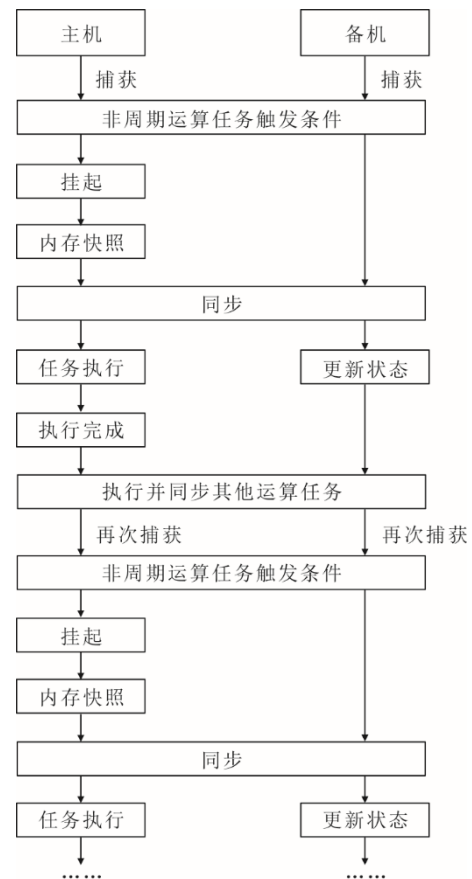 主机 备机
捕获 捕获
非周期运算任务触发条件
挂起
内存快照
同步
任务执行 更新状态
执行完成
执行并同步其他运算任务
再次捕获 再次捕获
非周期运算任务触发条件
挂起
内存快照
同步
任务执行 更新状态
…… ……